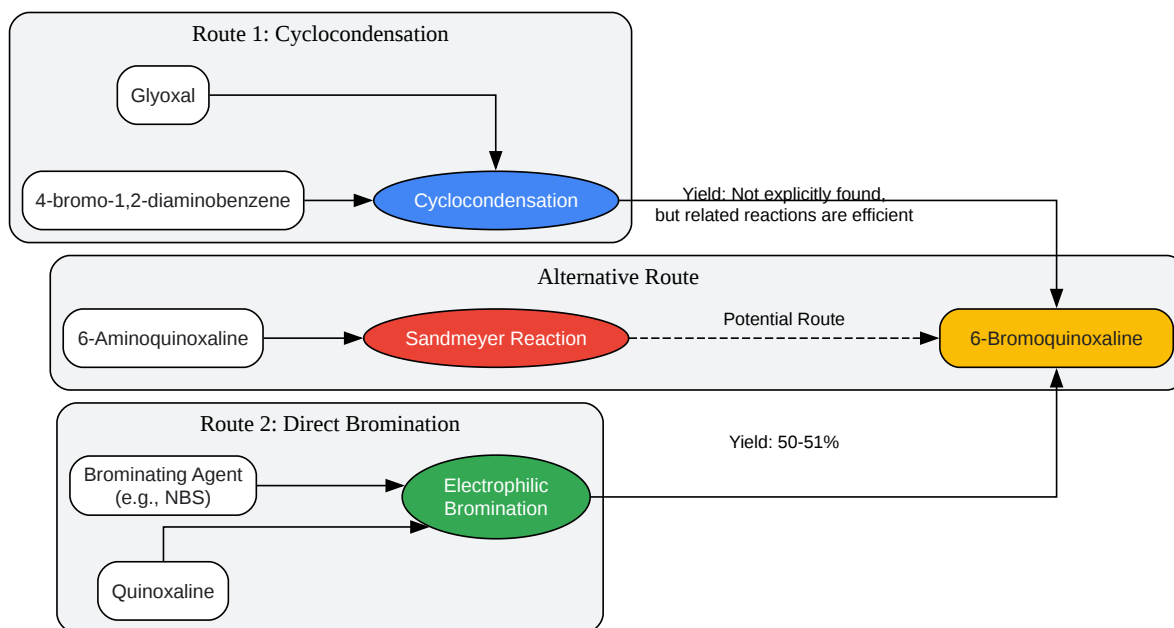 Route 1: Cyclocondensation
Glyoxal
4-bromo-1,2-diaminobenzene
Cyclocondensation
Yield: Not explicitly found,
but related reactions are efficient
Alternative Route
6-Aminoquinoxaline
Sandmeyer Reaction
Potential Route
6-Bromoquinoxaline
Route 2: Direct Bromination
Brominating Agent
(e.g., NBS)
Electrophilic
Bromination
Yield: 50-51%
Quinoxaline